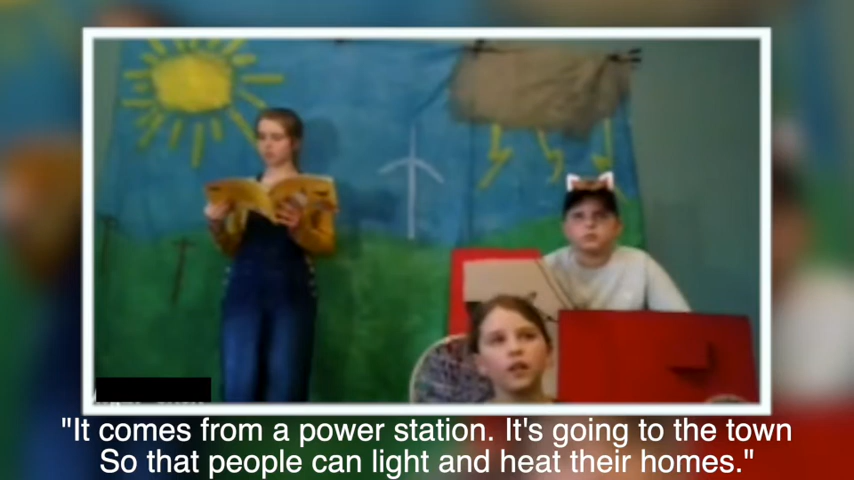 "It comes from a power station. It's going to the town
So that people can light and heat their homes."